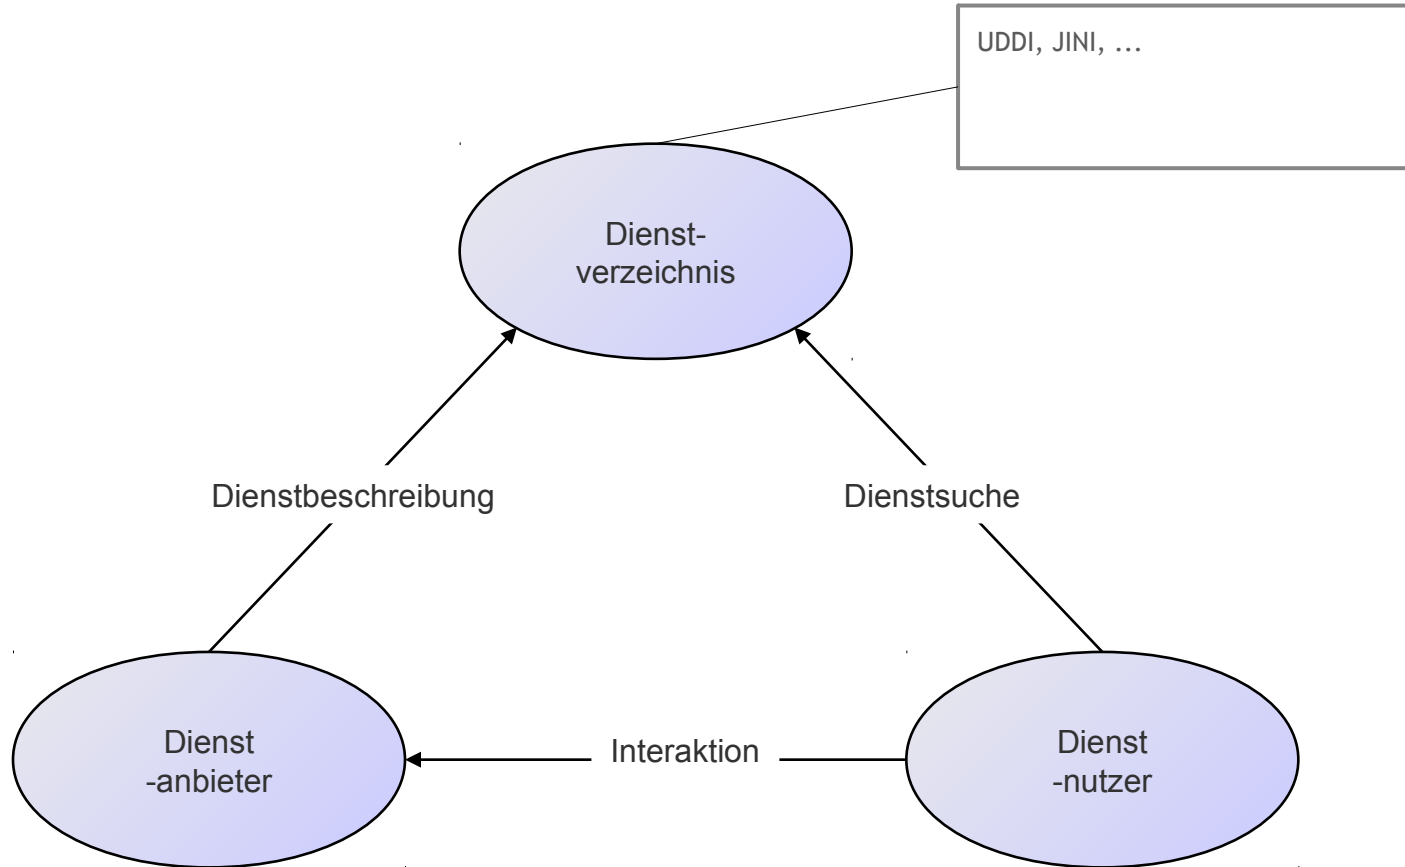 UDDI, JINI, ...
Dienst-
verzeichnis
Dienstbeschreibung
Dienstsuche
Dienst
-anbieter
Interaktion
Dienst
-nutzer